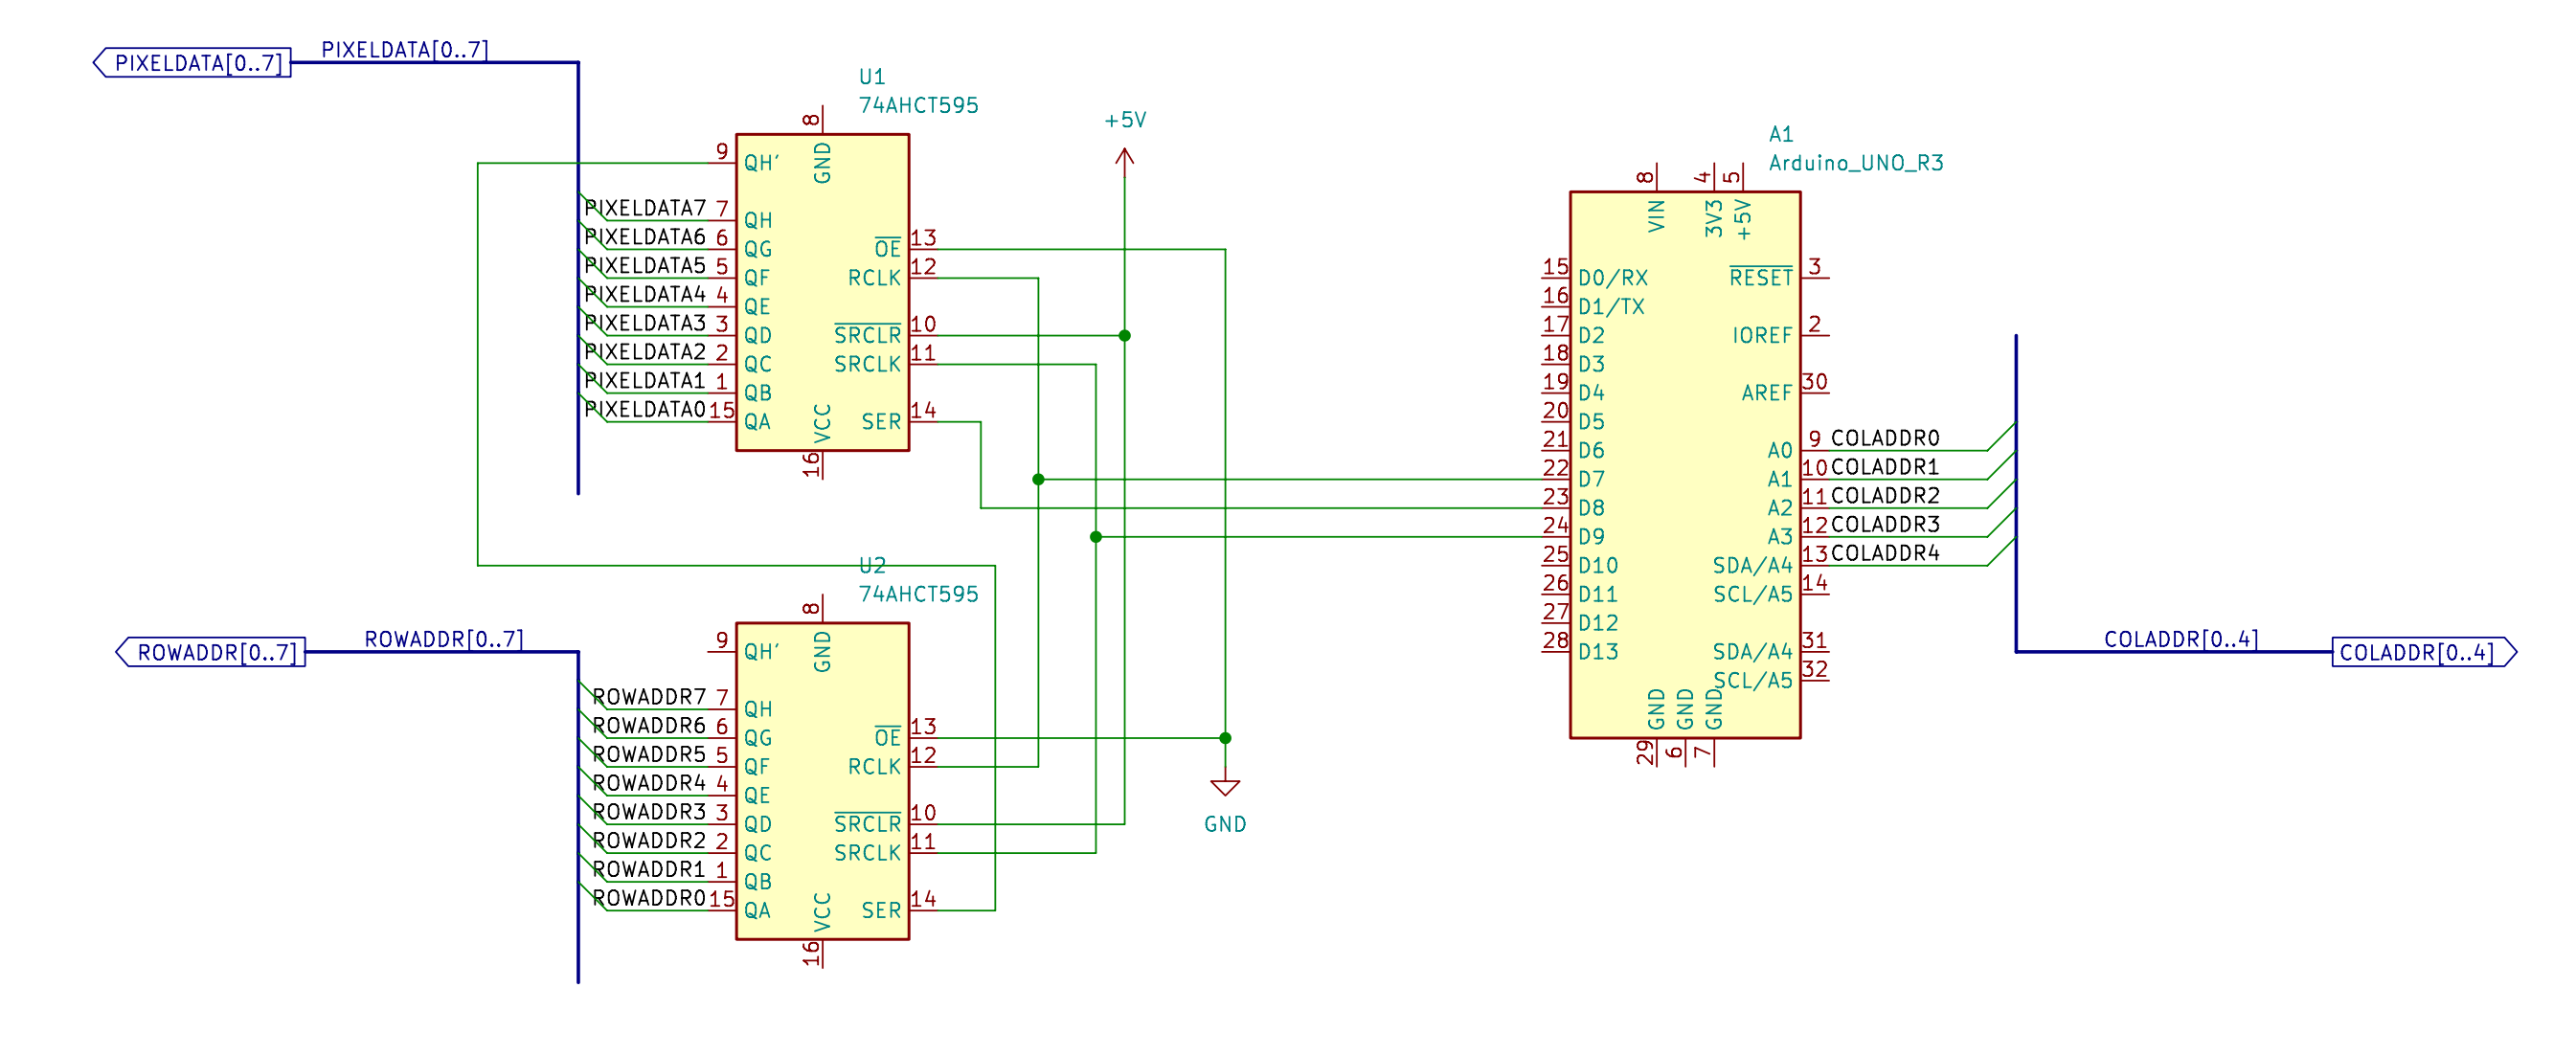 PIXELDATA[0..7]
PIXELDATA[0..7]
U1
74AHCT595
8
GND
9
QH'
PIXELDATA7
7
QH
PIXELDATA6
6
QG
PIXELDATA5
5
QF
PIXELDATA4
4
QE
PIXELDATA3
3
QD
PIXELDATA2
2
QC
PIXELDATA1
1
QB
PIXELDATA0
15
QA
OE
13
RCLK
12
SRCLR
10
SRCLK
11
SER
14
VCC
16
+5V
U2
74AHCT595
8
GND
9
QH'
ROWADDR[0..7]
ROWADDR[0..7]
ROWADDR7
7
QH
ROWADDR6
6
QG
ROWADDR5
5
QF
ROWADDR4
4
QE
ROWADDR3
3
QD
ROWADDR2
2
QC
ROWADDR1
1
QB
ROWADDR0
15
QA
OE
13
RCLK
12
SRCLR
10
SRCLK
11
SER
14
VCC
16
GND
A1
Arduino_UNO_R3
8
VIN
4
3V3
5
+5V
15
D0/RX
16
D1/TX
17
D2
18
D3
19
D4
20
D5
21
D6
22
D7
23
D8
24
D9
25
D10
26
D11
27
D12
28
D13
RESET
3
IOREF
2
AREF
30
A0
9
COLADDR0
A1
10
COLADDR1
A2
11
COLADDR2
A3
12
COLADDR3
SDA/A4
13
COLADDR4
SCL/A5
14
SDA/A4
31
SCL/A5
32
GND
29
GND
6
GND
7
COLADDR[0..4]
COLADDR[0..4]